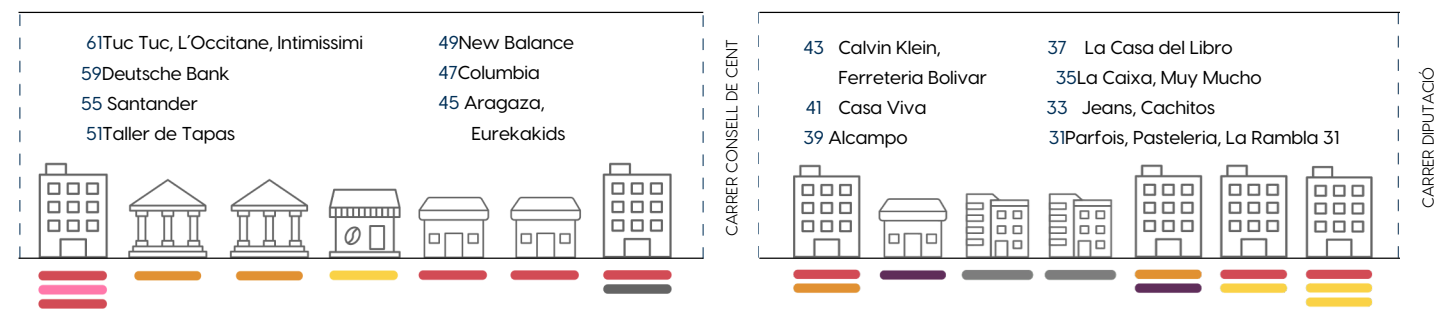 61Tuc Tuc, L´Occitane, Intimissimi
59Deutsche Bank
55 Santander
51Taller de Tapas
49New Balance
47Columbia
45 Aragaza,
Eurekakids
CARRER CONSELL DE CENT
43 Calvin Klein,
Ferreteria Bolivar
41 Casa Viva
39 Alcampo
37 La Casa del Libro
35La Caixa, Muy Mucho
33 Jeans, Cachitos
31Parfois, Pasteleria, La Rambla 31
CARRER DIPUTACIÓ